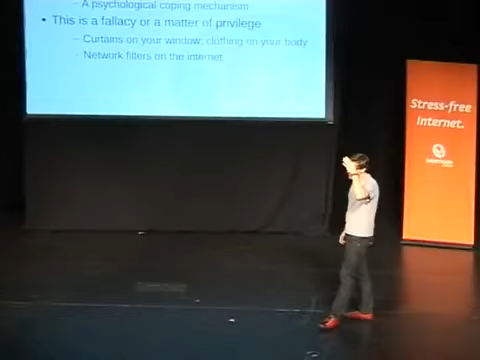 – A psychological coping mechanism
• This is a fallacy or a matter of privilege
– Curtains on your window; clothing on your body
– Network filters on the internet
Stress-free
Internet.